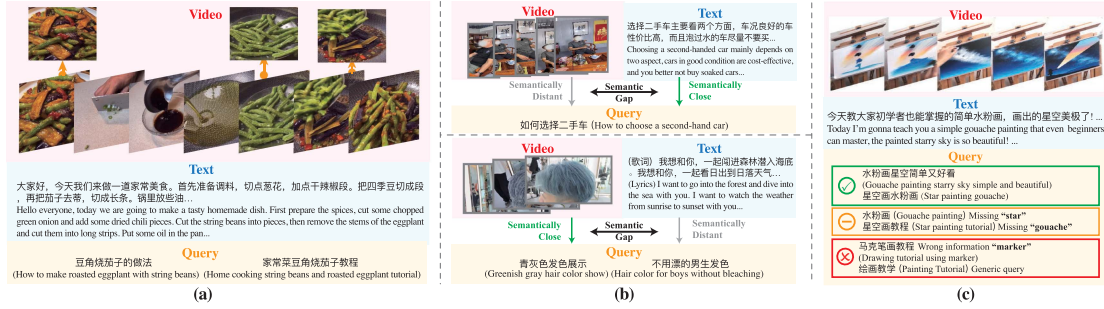 Video
Text
大家好，今天我们来做一道家常美食。首先准备调料，切点葱花，加点干辣椒段。把四季豆切成段
，再把茄子去蒂，切成长条。锅里放些油...
Hello everyone, today we are going to make a tasty homemade dish. First prepare the spices, cut some chopped
green onion and add some dried chili pieces. Cut the string beans into pieces, then remove the stems of the eggplant
and cut them into long strips. Put some oil in the pan...
Query
豆角烧茄子的做法
(How to make roasted eggplant with string beans)
家常菜豆角烧茄子教程
(Home cooking string beans and roasted eggplant tutorial)
(a)
Video
Text
选择二手车主要看两个方面，车况良好的车
性价比高，而且泡过水的车尽量不要买...
Choosing a second-handed car mainly depends on
two aspect, cars in good condition are cost-effective,
and you better not buy soaked cars...
Semantically
Distant
Semantic
Gap
Semantically
Close
Query
如何选择二手车 (How to choose a second-hand car)
Video
Text
(歌词) 我想和你，一起闯进森林潜入海底
。我想和你，一起看日出到日落天气...
(Lyrics) I want to go into the forest and dive into
the sea with you. I want to watch the weather
from sunrise to sunset with you...
Semantically
Close
Semantic
Gap
Semantically
Distant
Query
青灰色发色展示
(Greenish gray hair color show)
不用漂的男生发色
(Hair color for boys without bleaching)
(b)
Video
Text
今天教大家初学者也能掌握的简单水粉画，画出的星空美极了! ...
Today I'm gonna teach you a simple gouache painting that even beginners
can master, the painted starry sky is so beautiful! ...
Query
水粉画星空简单又好看
(Gouache painting starry sky simple and beautiful)
星空画水粉画 (Star painting gouache)
水粉画 (Gouache painting) Missing “star”
星空画教程 (Star painting tutorial) Missing “gouache”
马克笔画教程 Wrong information “marker”
(Drawing tutorial using marker)
绘画教学 (Painting Tutorial) Generic query
(c)